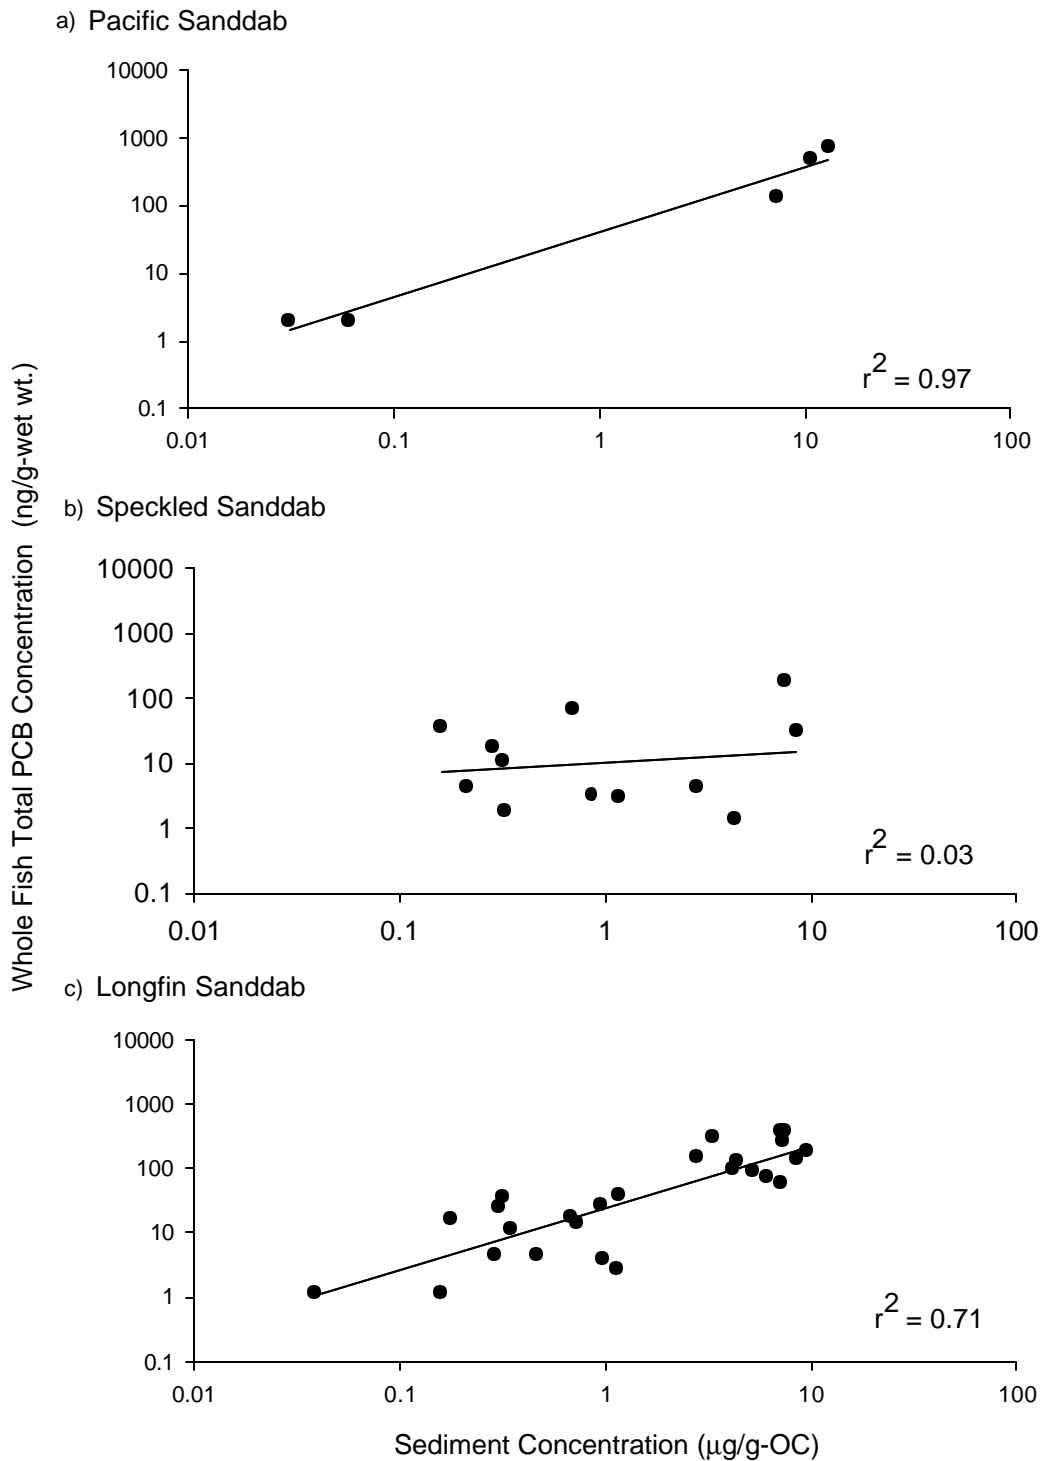 a) Pacific Sanddab
10000
1000
100
10
1
0.1
0.01 0.1 1 10 100
r2 = 0.97
b) Speckled Sanddab
10000
1000
100
10
1
0.1
0.01 0.1 1 10 100
r2 = 0.03
c) Longfin Sanddab
10000
1000
100
10
1
0.1
0.01 0.1 1 10 100
r2 = 0.71
Whole Fish Total PCB Concentration (ng/g-wet wt.)
Sediment Concentration (μg/g-OC)